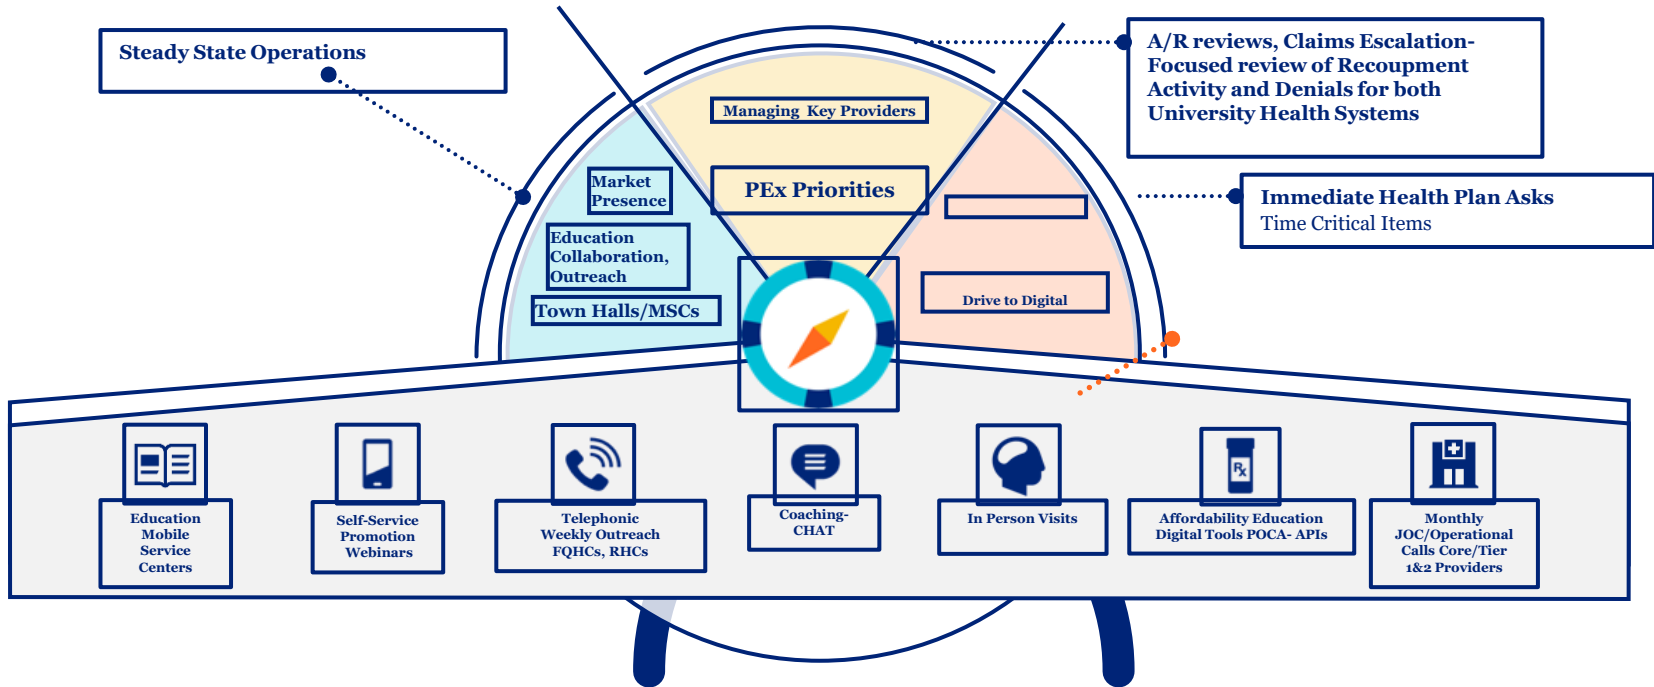 Steady State Operations
A/R reviews, Claims Escalation-
Focused review of Recoupment
Activity and Denials for both
University Health Systems
Immediate Health Plan Asks
Time Critical Items
Managing Key Providers
PEx Priorities
Market
Presence
Education
Collaboration,
Outreach
Town Halls/MSCs
Drive to Digital
Rx
Education
Mobile
Service
Centers
Self-Service
Promotion
Webinars
Telephonic
Weekly Outreach
FQHCs, RHCs
Coaching-
CHAT
In Person Visits
Affordability Education
Digital Tools POCA- APIs
Monthly
JOC/Operational
Calls Core/Tier
1&2 Providers